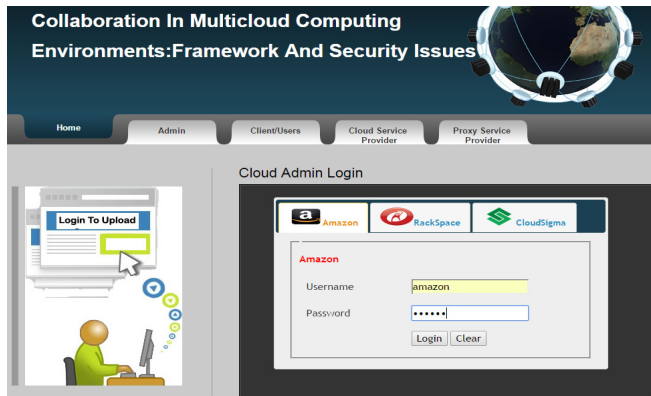 Collaboration In Multicloud Computing
Environments:Framework And Security Issues
Home
Admin
Client/Users
Cloud Service
Provider
Proxy Service
Provider
Cloud Admin Login
Login To Upload
a Amazon
RackSpace
CloudSigma
Amazon
Username amazon
Password ••••••
Login Clear